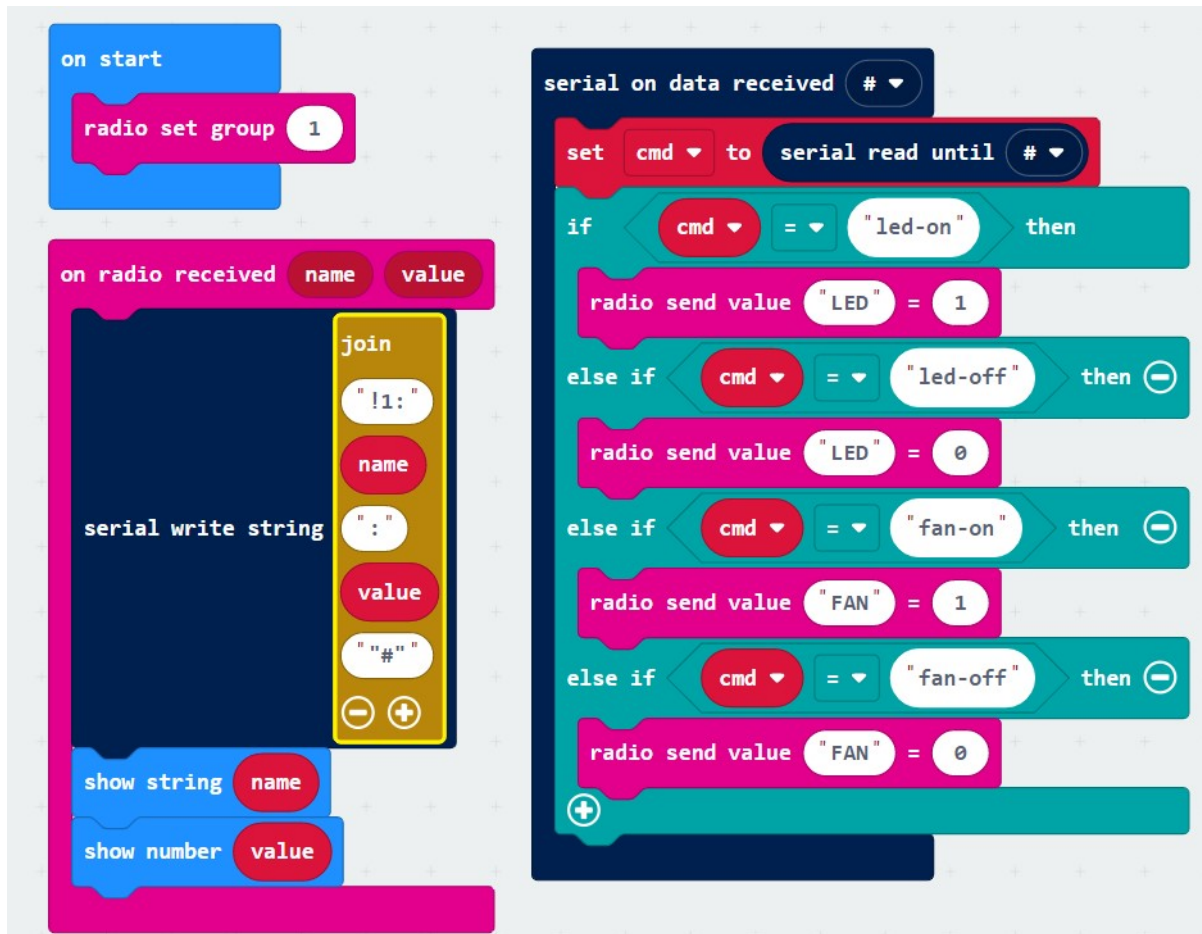 on start
radio set group 1
on radio received name value
serial write string
join
"!1:"
name
":"
value
""#""
show string name
show number value
serial on data received #
set cmd to serial read until #
if cmd = "led-on" then
radio send value "LED" = 1
else if cmd = "led-off" then
radio send value "LED" = 0
else if cmd = "fan-on" then
radio send value "FAN" = 1
else if cmd = "fan-off" then
radio send value "FAN" = 0